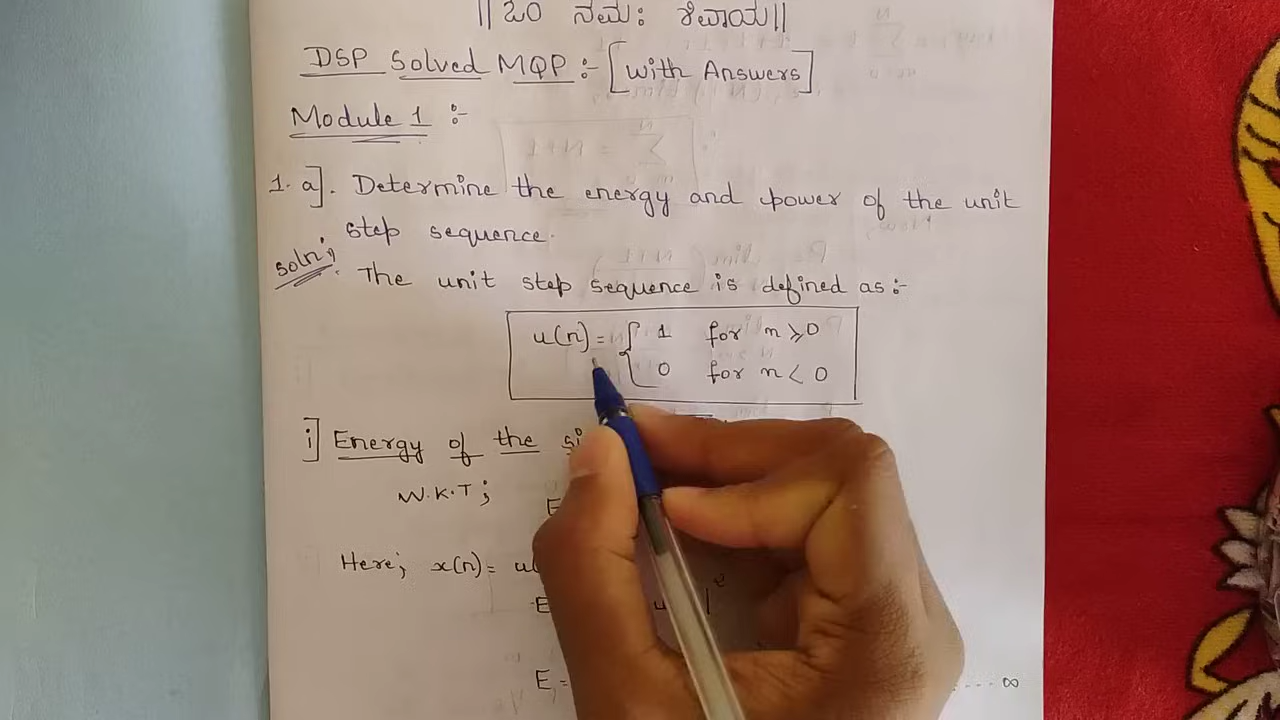 || ಓಂ ನಮಃ ಶಿವಾಯ ||
DSP Solved MQP :- [with Answers]
Module 1 :-
1. a]. Determine the energy and power of the unit
step sequence.
soln;
The unit step sequence is defined as :-
u(n) = { 1 for n ≥ 0
0 for n < 0
i] Energy of the
W.K.T;
Here; x(n) =
E =
.... ∞